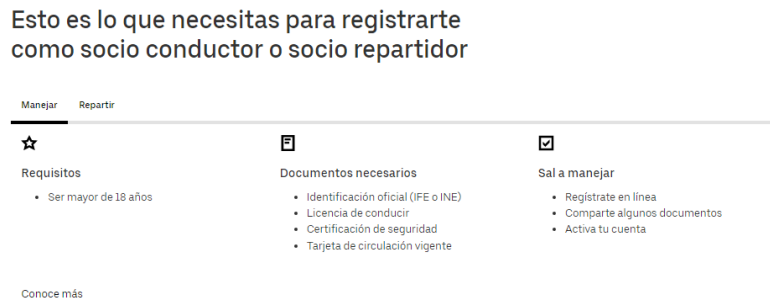 Esto es lo que necesitas para registrarte
como socio conductor o socio repartidor
Manejar
Repartir
Requisitos
• Ser mayor de 18 años
Documentos necesarios
• Identificación oficial (IFE o INE)
• Licencia de conducir
• Certificación de seguridad
• Tarjeta de circulación vigente
Sal a manejar
• Regístrate en línea
• Comparte algunos documentos
• Activa tu cuenta
Conoce más